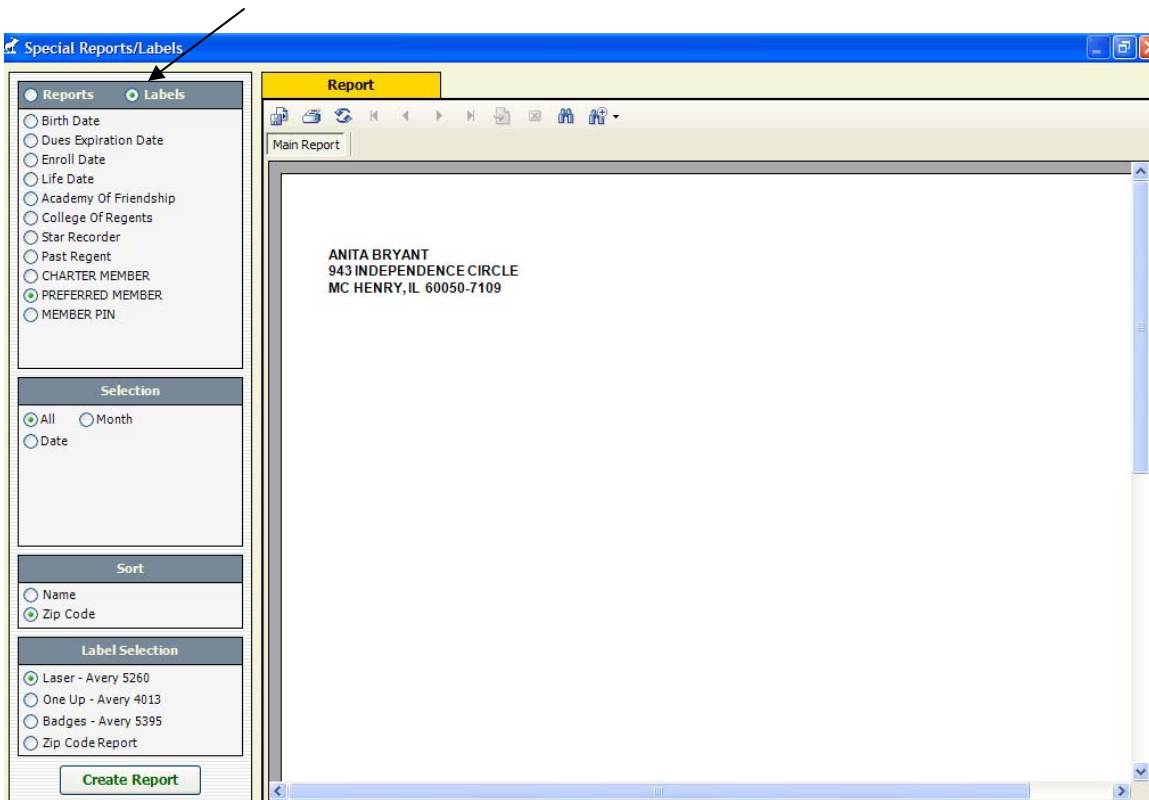 Special Reports/Labels
Reports Labels
Birth Date
Dues Expiration Date
Enroll Date
Life Date
Academy Of Friendship
College Of Regents
Star Recorder
Past Regent
CHARTER MEMBER
PREFERRED MEMBER
MEMBER PIN
Selection
All Month
Date
Sort
Name
Zip Code
Label Selection
Laser - Avery 5260
One Up - Avery 4013
Badges - Avery 5395
Zip Code Report
Create Report
Report
Main Report
ANITA BRYANT
943 INDEPENDENCE CIRCLE
MC HENRY, IL 60050-7109